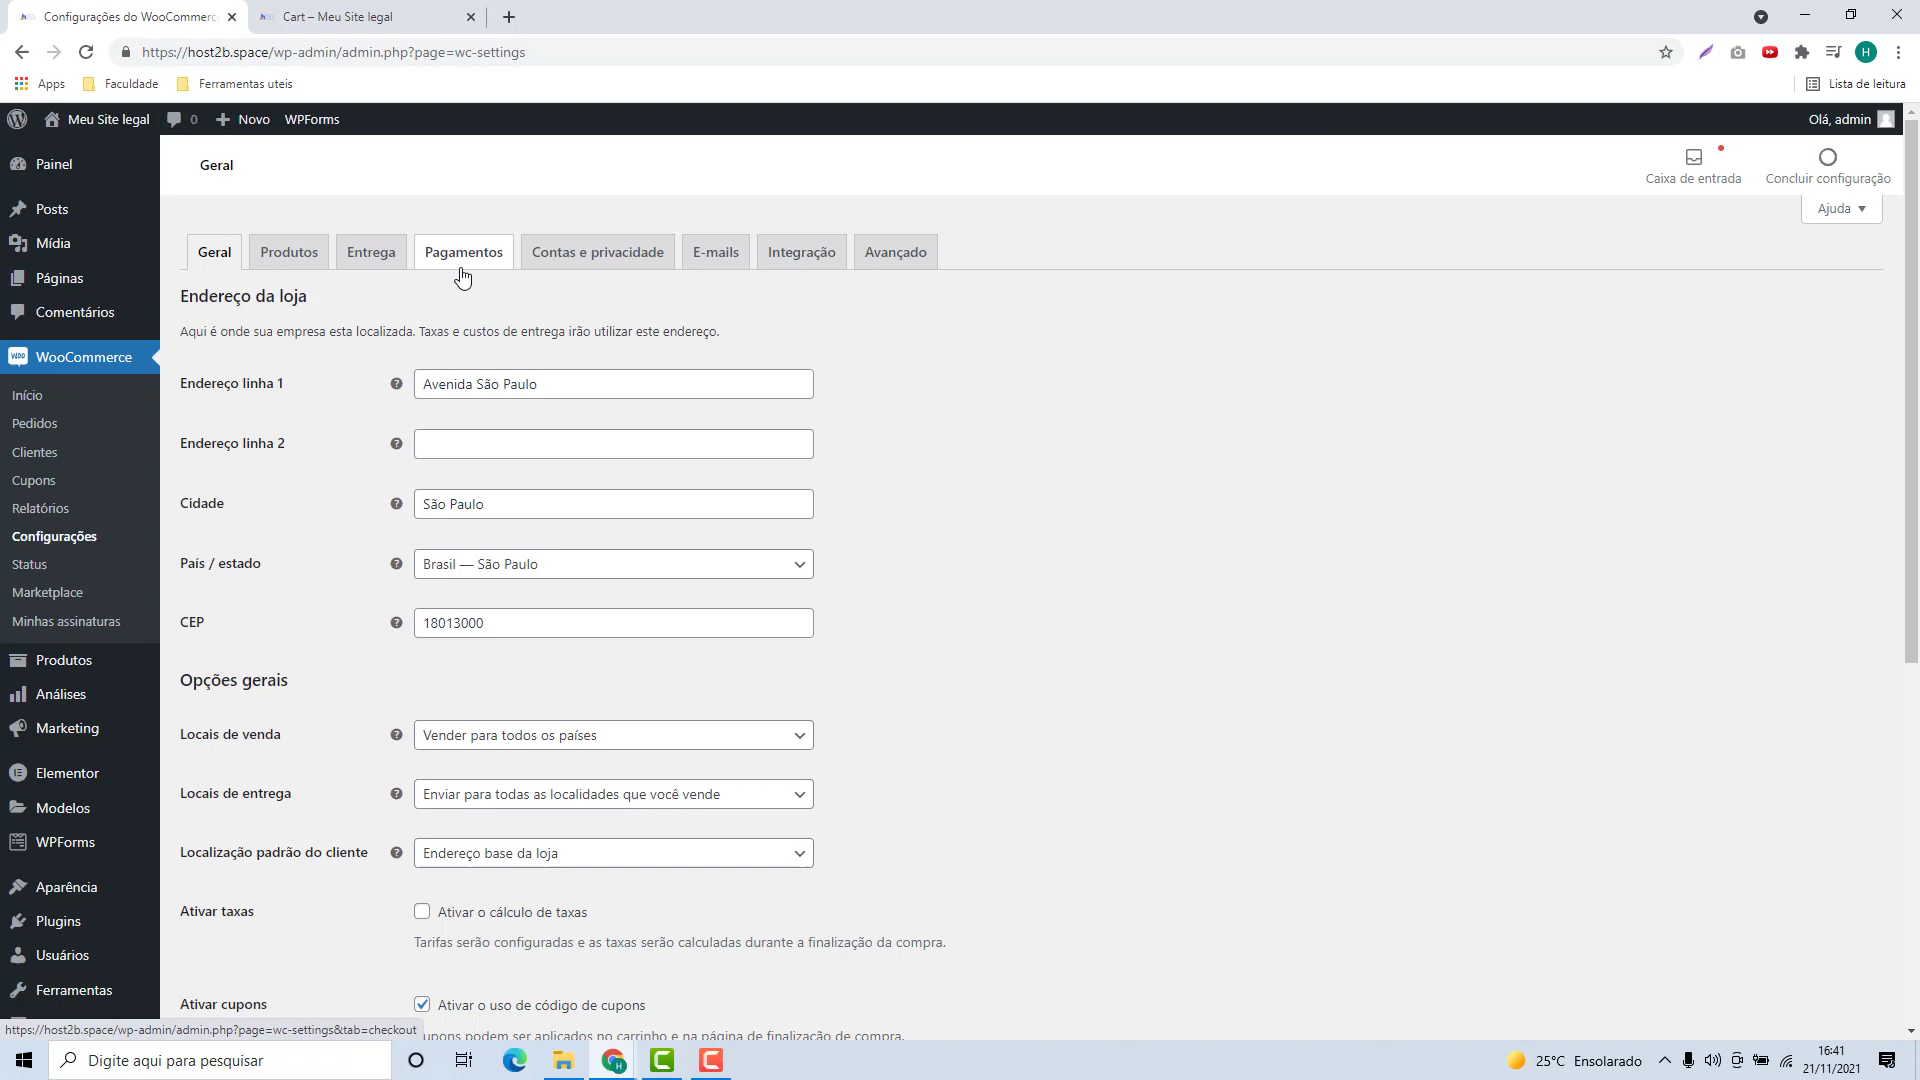 Configurações do WooCommerc
Cart – Meu Site legal
https://host2b.space/wp-admin/admin.php?page=wc-settings
H
Apps
Faculdade
Ferramentas uteis
Lista de leitura
Meu Site legal
0
Novo
WPForms
Olá, admin
Painel
Posts
Mídia
Páginas
Comentários
WooCommerce
Início
Pedidos
Clientes
Cupons
Relatórios
Configurações
Status
Marketplace
Minhas assinaturas
Produtos
Análises
Marketing
Elementor
Modelos
WPForms
Aparência
Plugins
Usuários
Ferramentas
Geral
Caixa de entrada
Concluir configuração
Ajuda
Geral
Produtos
Entrega
Pagamentos
Contas e privacidade
E-mails
Integração
Avançado
Endereço da loja
Aqui é onde sua empresa esta localizada. Taxas e custos de entrega irão utilizar este endereço.
Endereço linha 1
Avenida São Paulo
Endereço linha 2
Cidade
São Paulo
País / estado
Brasil — São Paulo
CEP
18013000
Opções gerais
Locais de venda
Vender para todos os países
Locais de entrega
Enviar para todas as localidades que você vende
Localização padrão do cliente
Endereço base da loja
Ativar taxas
Ativar o cálculo de taxas
Tarifas serão configuradas e as taxas serão calculadas durante a finalização da compra.
Ativar cupons
Ativar o uso de código de cupons
upons podem ser aplicados no carrinho e na página de finalização de compra.
https://host2b.space/wp-admin/admin.php?page=wc-settings&tab=checkout
Digite aqui para pesquisar
25°C Ensolarado
16:41
21/11/2021